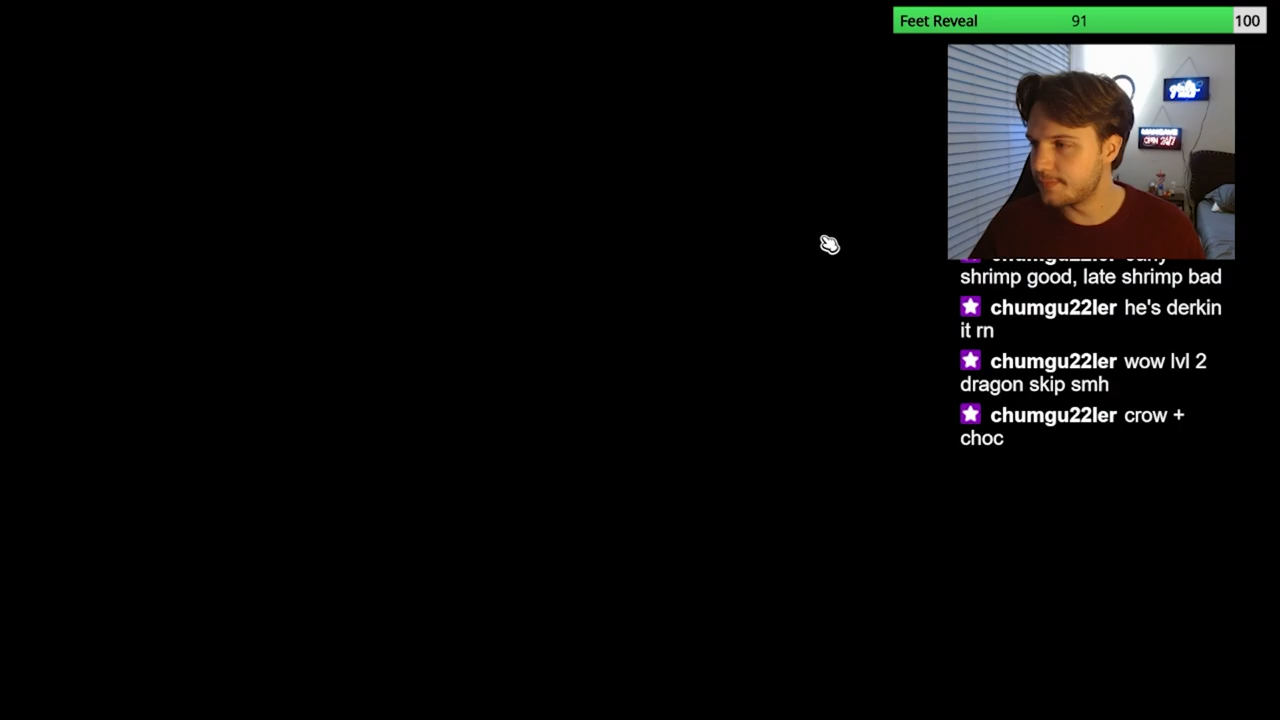 Feet Reveal 91 100
shrimp good, late shrimp bad
chumgu22ler he's derkin
it rn
chumgu22ler wow lvl 2
dragon skip smh
chumgu22ler crow +
choc